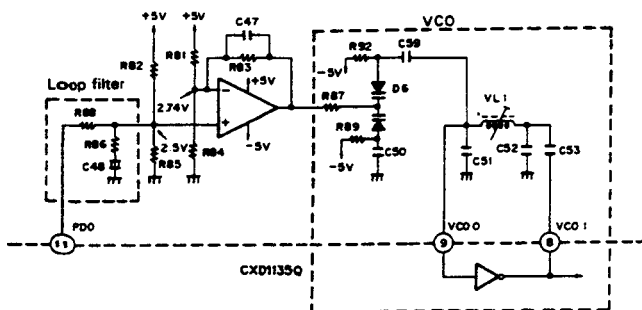 VCO
+5V
+5V
C47
R82
R81
R83
+5V
R92
C59
-5V
D6
Loop filter
2.74V
-
+
R87
VL1
R88
R86
C48
2.5V
R85
R84
-5V
R89
-5V
C50
C51
C52
C53
PDO
11
VCO O
9
VCO I
8
CXD1135Q